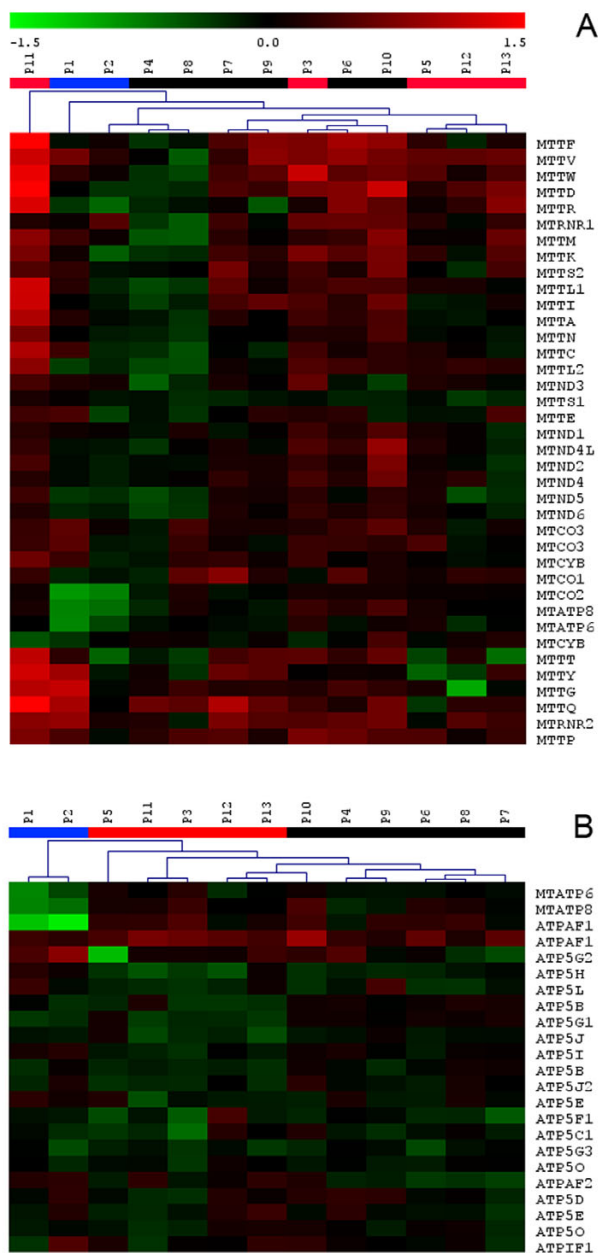 A
-1.5 0.0 1.5
P11 P1 P2 P4 P8 P7 P9 P3 P6 P10 P5 P12 P13
MTTF
MTTV
MTTW
MTTD
MTTR
MTRNR1
MTTM
MTTK
MTTS2
MTTL1
MTTI
MTTA
MTTN
MTTC
MTTL2
MTND3
MTTS1
MTTE
MTND1
MTND4L
MTND2
MTND4
MTND5
MTND6
MTCO3
MTCO3
MTCYB
MTCO1
MTCO2
MTATP8
MTATP6
MTCYB
MTTT
MTTY
MTTG
MTTQ
MTRNR2
MTTP
B
P1 P2 P5 P11 P3 P12 P13 P10 P4 P9 P6 P8 P7
MTATP6
MTATP8
ATPAF1
ATPAF1
ATP5G2
ATP5H
ATP5L
ATP5B
ATP5G1
ATP5J
ATP5I
ATP5B
ATP5J2
ATP5E
ATP5F1
ATP5C1
ATP5G3
ATP5O
ATPAF2
ATP5D
ATP5E
ATP5O
ATPIF1